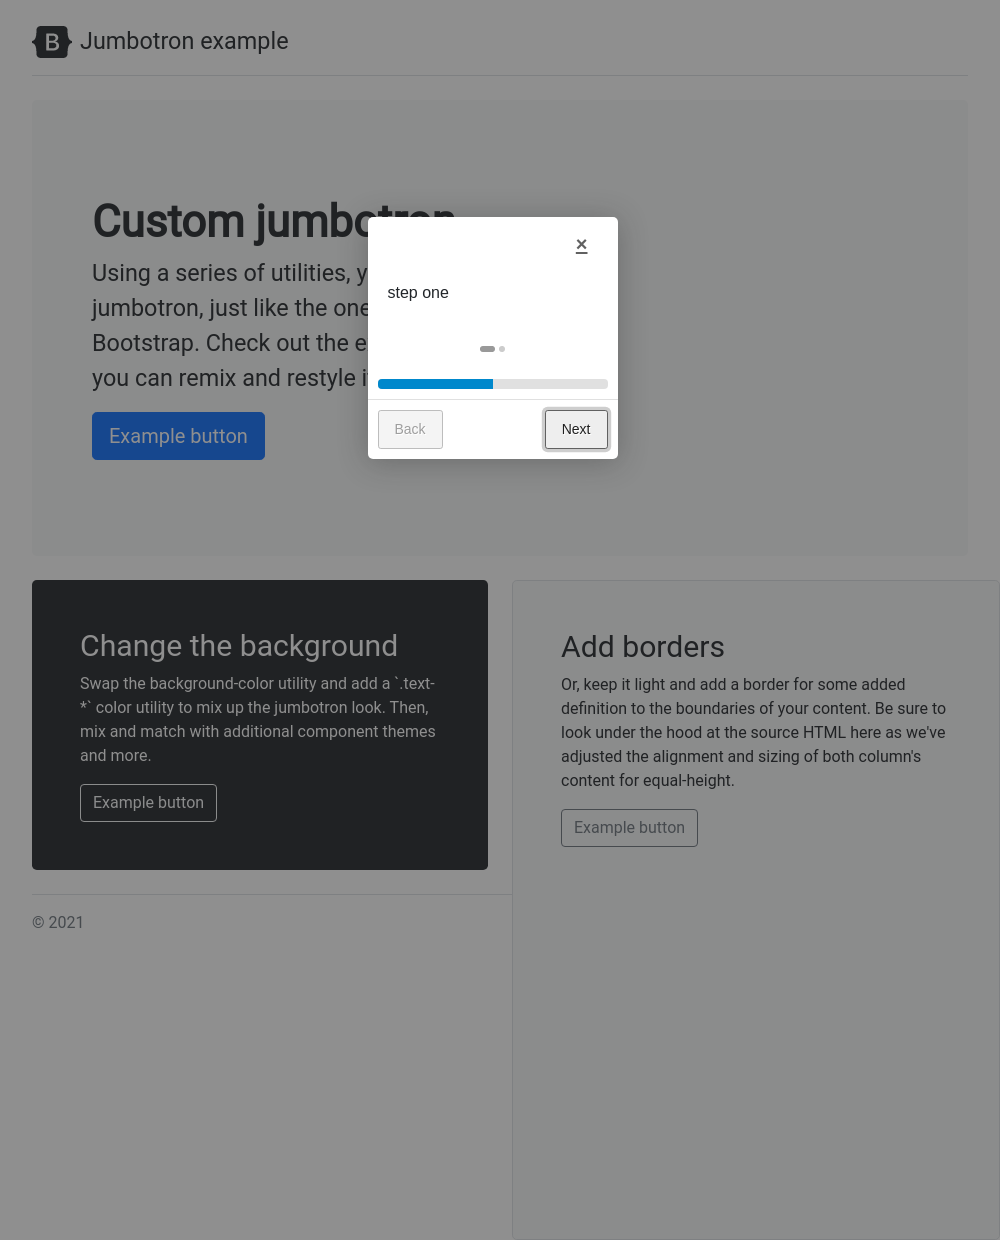 B Jumbotron example
Custom jumbotron
Using a series of utilities, y
jumbotron, just like the one
Bootstrap. Check out the e
you can remix and restyle i
Example button
×
step one
Back
Next
Change the background
Swap the background-color utility and add a `.text-
*` color utility to mix up the jumbotron look. Then,
mix and match with additional component themes
and more.
Example button
Add borders
Or, keep it light and add a border for some added
definition to the boundaries of your content. Be sure to
look under the hood at the source HTML here as we've
adjusted the alignment and sizing of both column's
content for equal-height.
Example button
© 2021